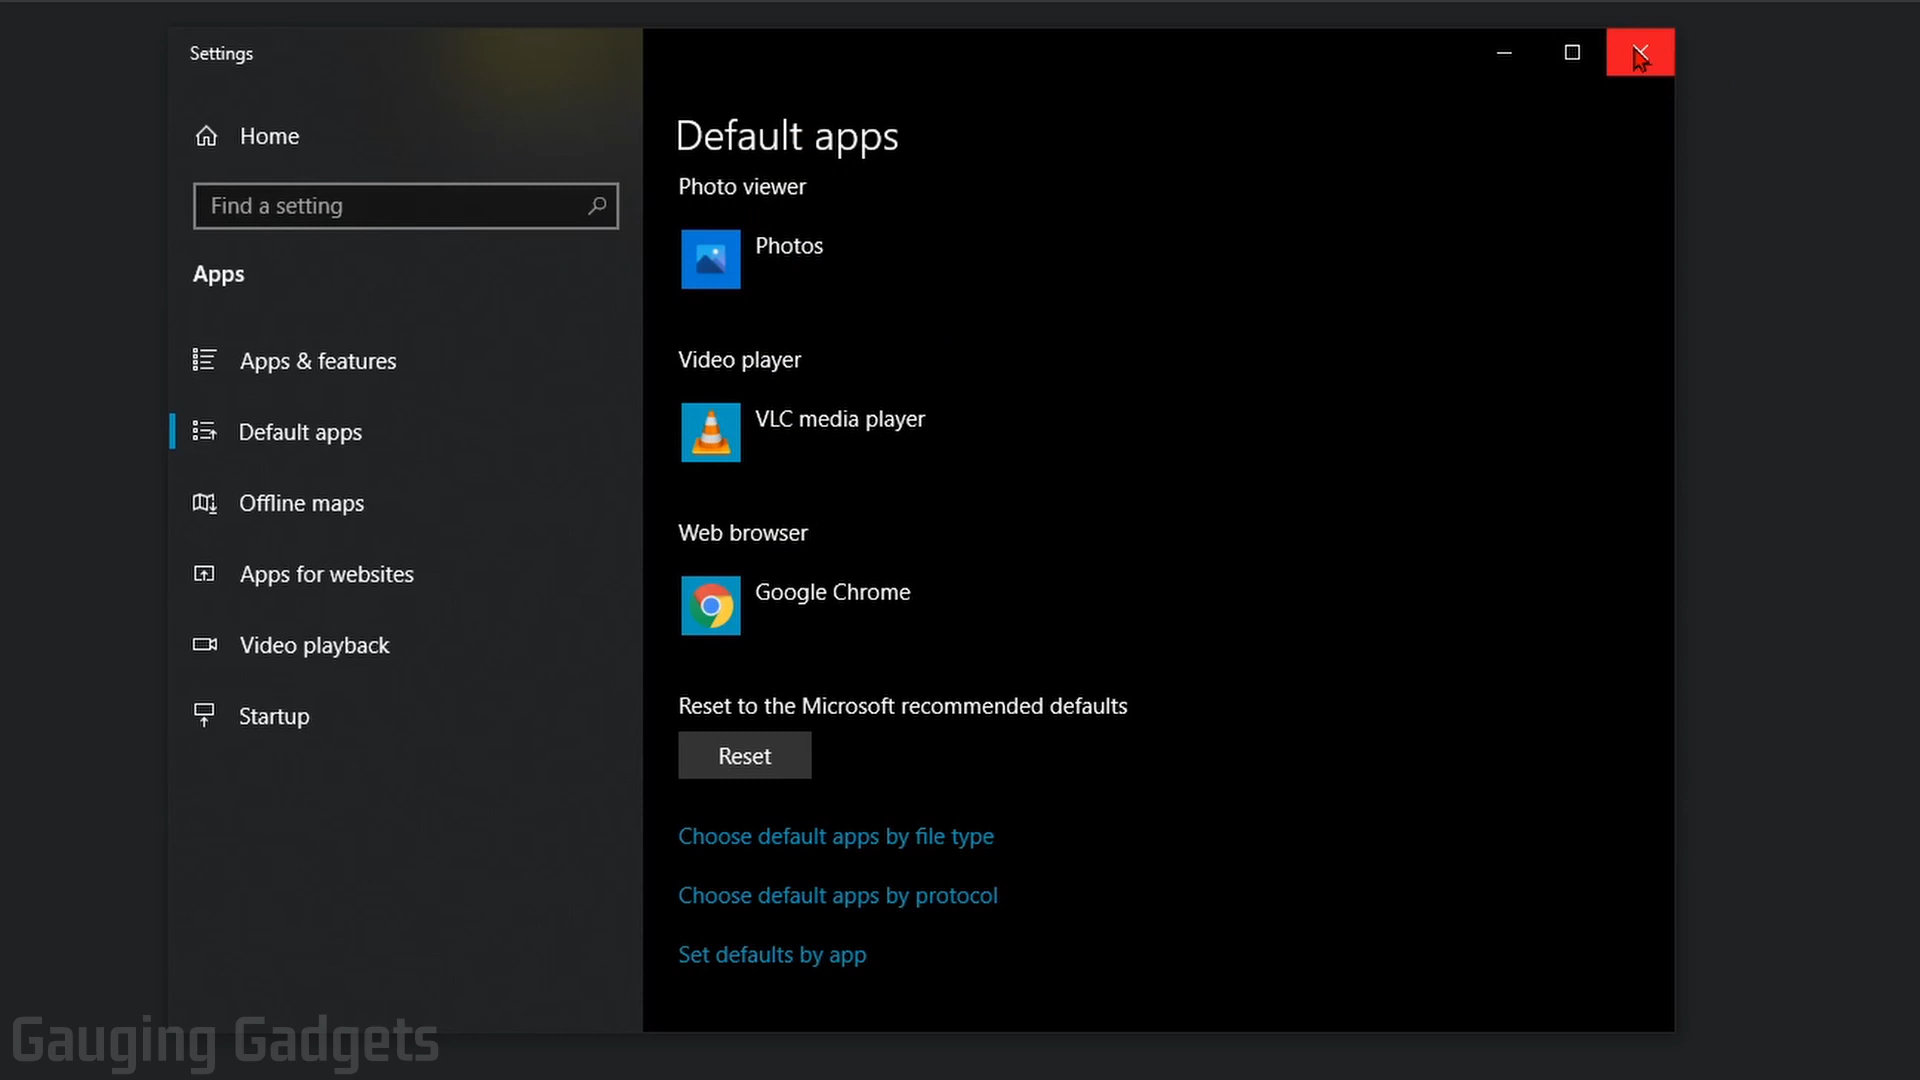 Settings
Home
Find a setting
Apps
Apps & features
Default apps
Offline maps
Apps for websites
Video playback
Startup
Default apps
Photo viewer
Photos
Video player
VLC media player
Web browser
Google Chrome
Reset to the Microsoft recommended defaults
Reset
Choose default apps by file type
Choose default apps by protocol
Set defaults by app
Gauging Gadgets